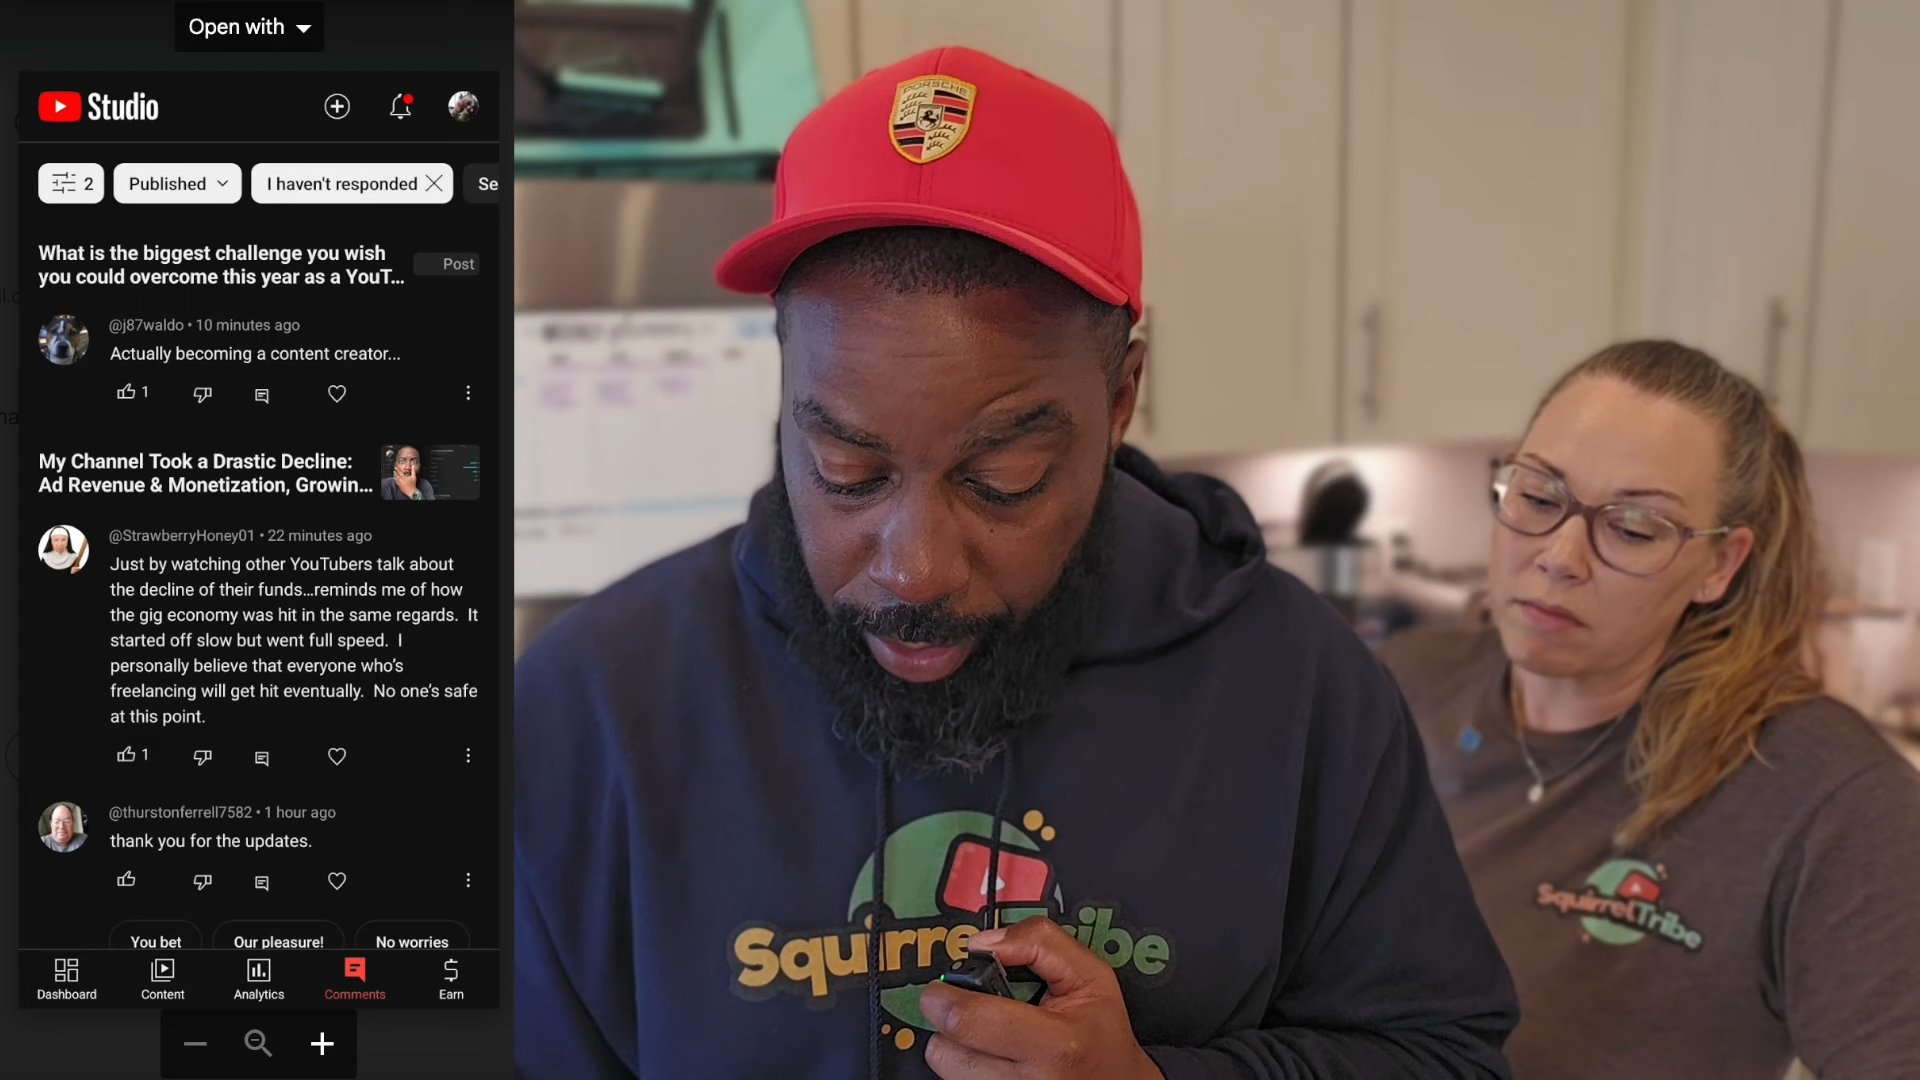 Open with
Studio
2
Published
I haven't responded
Se
What is the biggest challenge you wish
you could overcome this year as a YouT...
Post
@j87waldo • 10 minutes ago
Actually becoming a content creator...
1
My Channel Took a Drastic Decline:
Ad Revenue & Monetization, Growin...
@StrawberryHoney01 • 22 minutes ago
Just by watching other YouTubers talk about
the decline of their funds...reminds me of how
the gig economy was hit in the same regards. It
started off slow but went full speed. I
personally believe that everyone who's
freelancing will get hit eventually. No one's safe
at this point.
1
@thurstonferrell7582 • 1 hour ago
thank you for the updates.
You bet
Our pleasure!
No worries
Dashboard
Content
Analytics
Comments
Earn
PORSCHE
SquirrelTribe